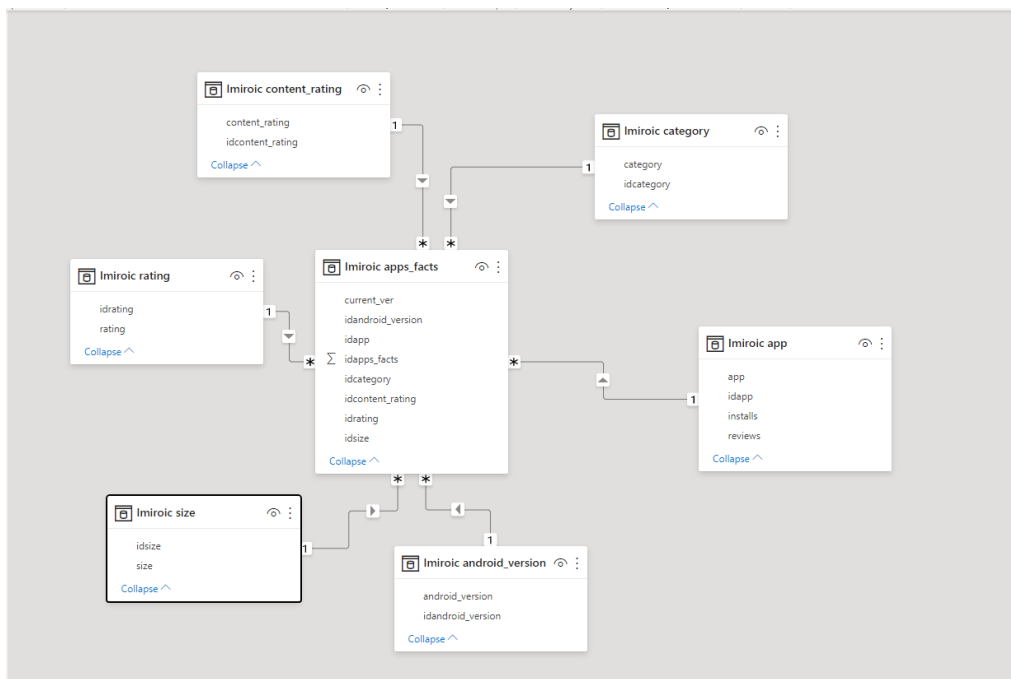 lmiroic content_rating
content_rating
idcontent_rating
Collapse
1
lmiroic category
category
idcategory
Collapse
1
*
*
lmiroic rating
idrating
rating
Collapse
1
*
lmiroic apps_facts
current_ver
idandroid_version
idapp
Σ idapps_facts
idcategory
idcontent_rating
idrating
idsize
Collapse
*
lmiroic app
app
idapp
installs
reviews
Collapse
1
*
*
lmiroic size
idsize
size
Collapse
1
1
lmiroic android_version
android_version
idandroid_version
Collapse